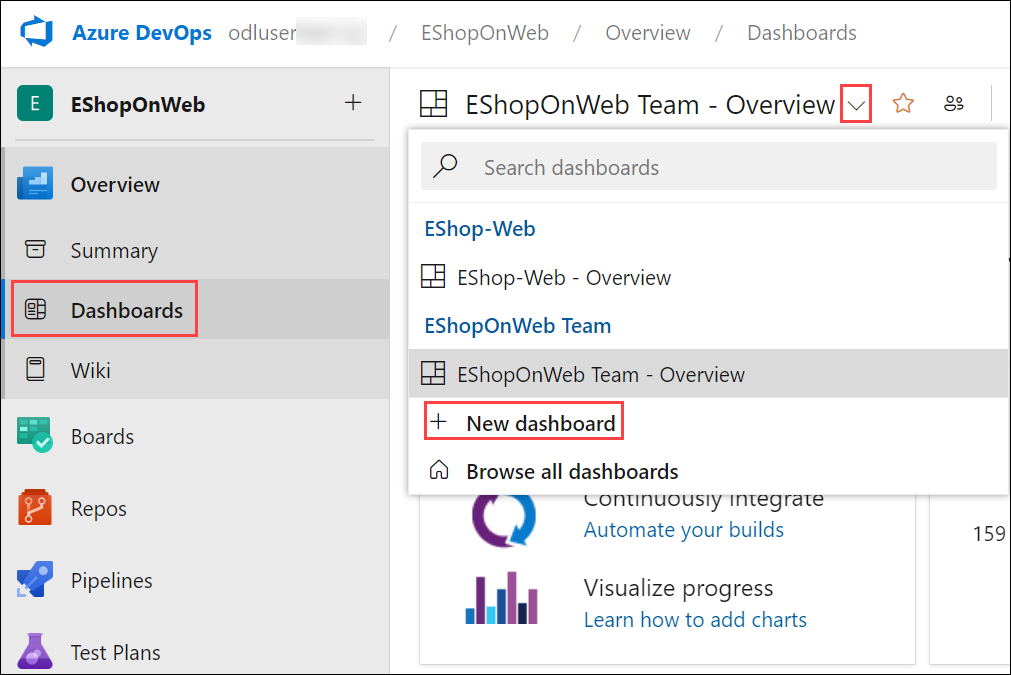 Azure DevOps odluser / EShopOnWeb / Overview / Dashboards
E EShopOnWeb +
EShopOnWeb Team - Overview
Overview
Summary
Dashboards
Wiki
Boards
Repos
Pipelines
Test Plans
Search dashboards
EShop-Web
EShop-Web - Overview
EShopOnWeb Team
EShopOnWeb Team - Overview
+ New dashboard
Browse all dashboards
Continuously integrate
Automate your builds
Visualize progress
Learn how to add charts
159